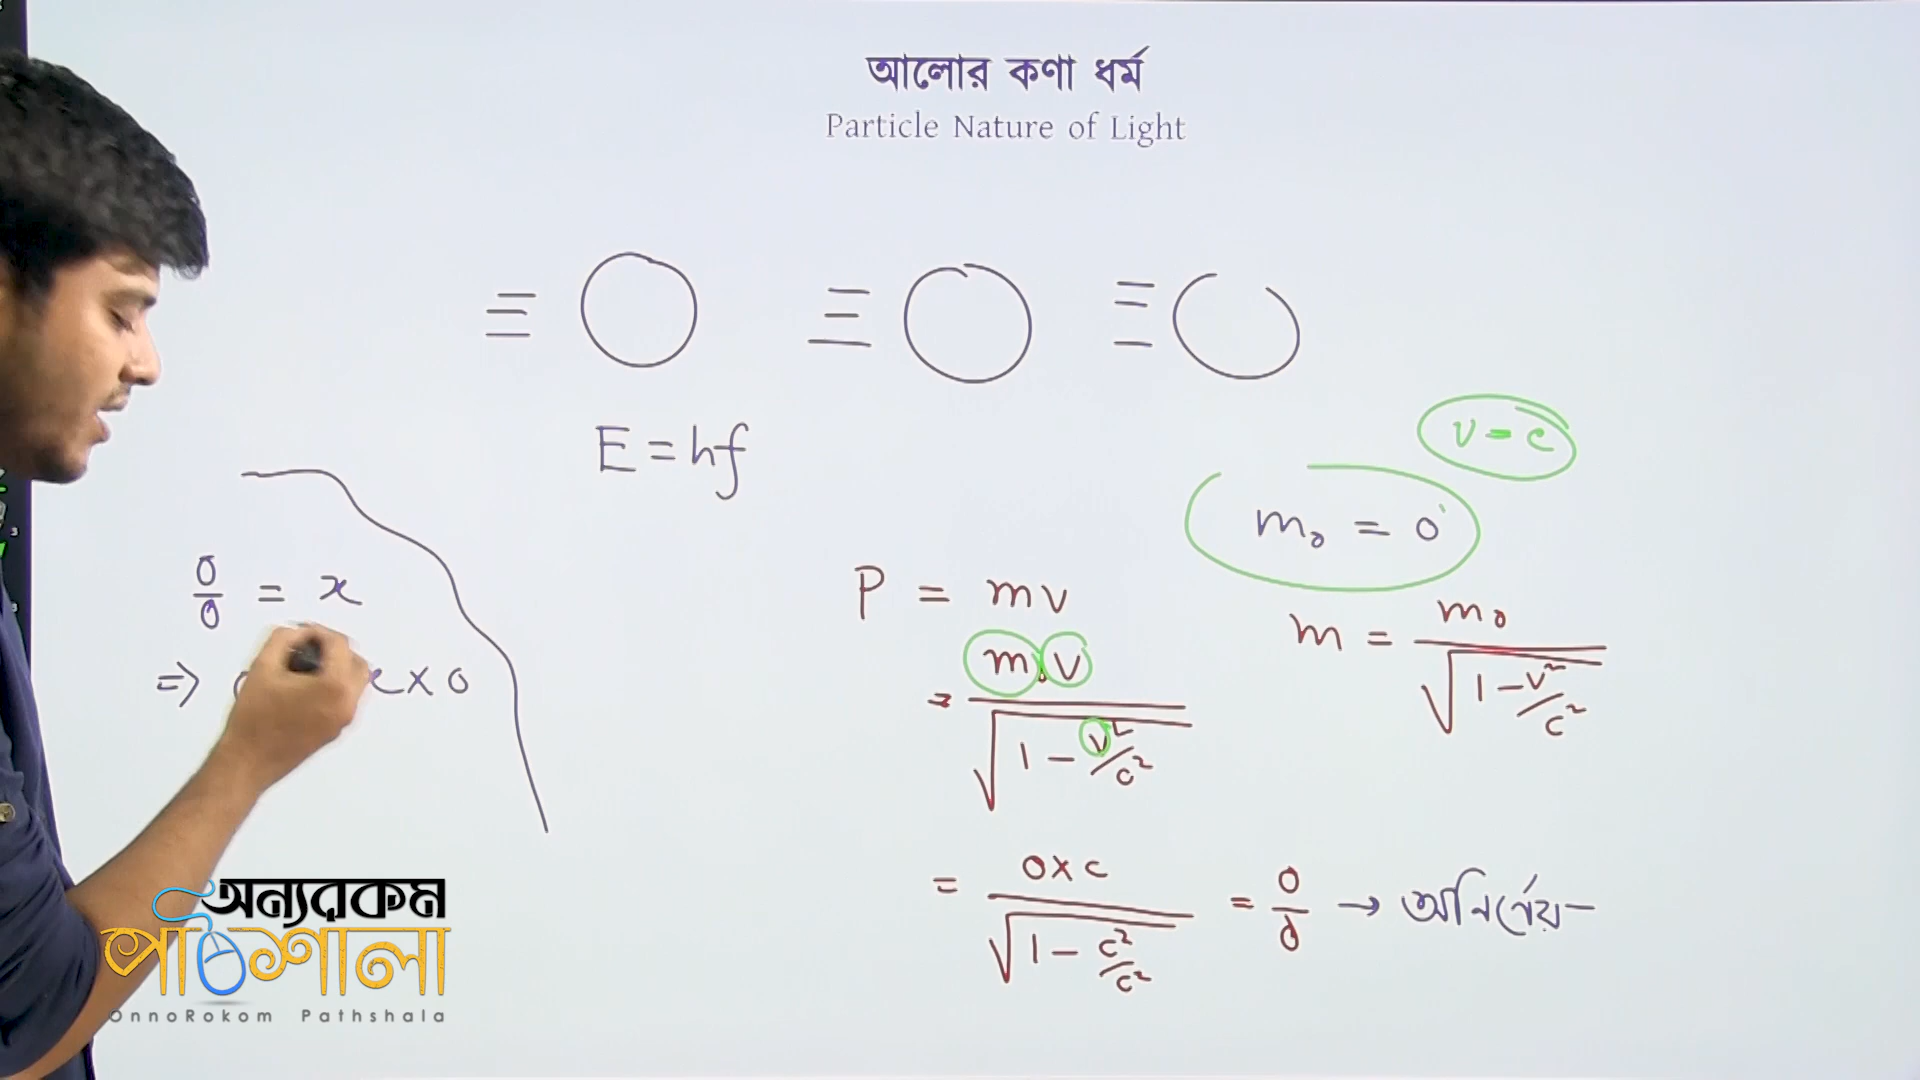 আলোর কণা ধর্ম
Particle Nature of Light
E = hf
v = c
m₀ = 0
0/0 = x
⇒ x × 0
P = mv
= m.v / √(1 - v²/c²)
m = m₀ / √(1 - v²/c²)
= 0×c / √(1 - c²/c²) = 0/0 → অনির্ণেয়
অন্যরকম
পাঠশালা
OnnoRokom Pathshala